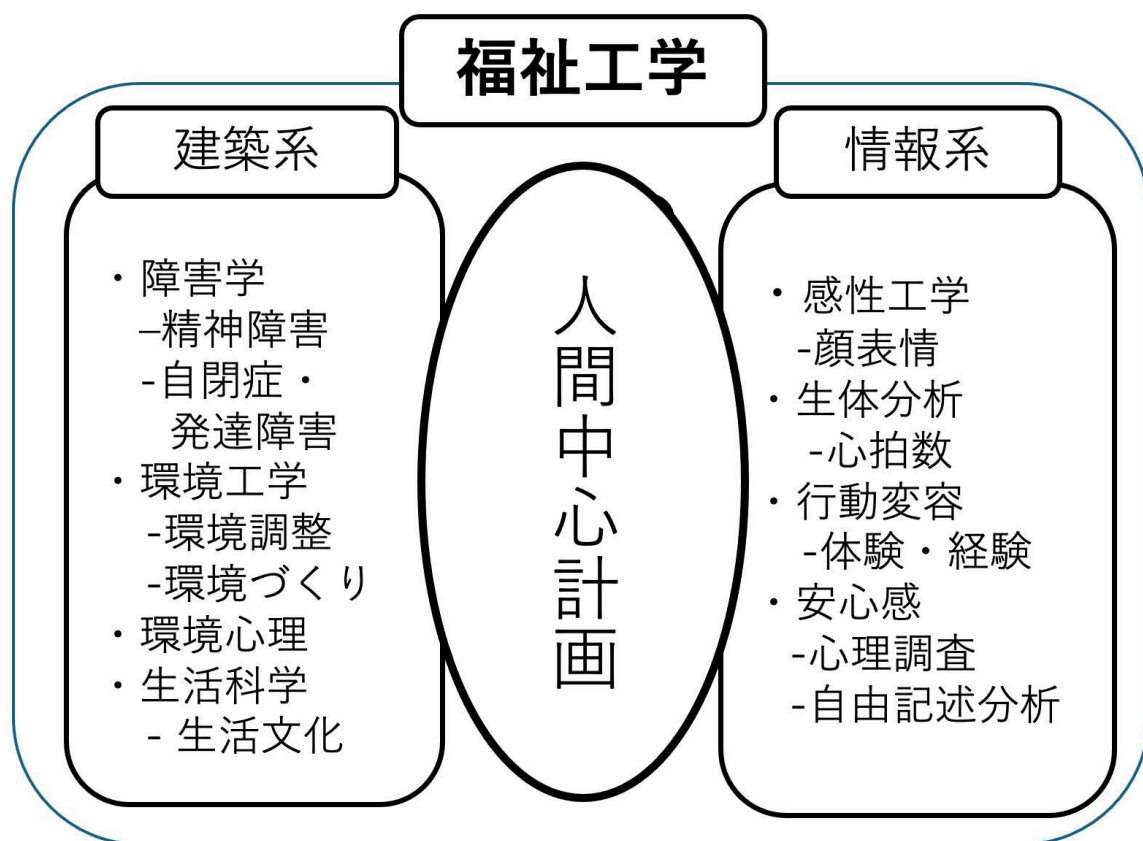 福祉工学
建築系
・障害学
–精神障害
-自閉症・
発達障害
・環境工学
-環境調整
-環境づくり
・環境心理
・生活科学
- 生活文化
人間中心計画
情報系
・感性工学
-顔表情
・生体分析
-心拍数
・行動変容
-体験・経験
・安心感
-心理調査
-自由記述分析